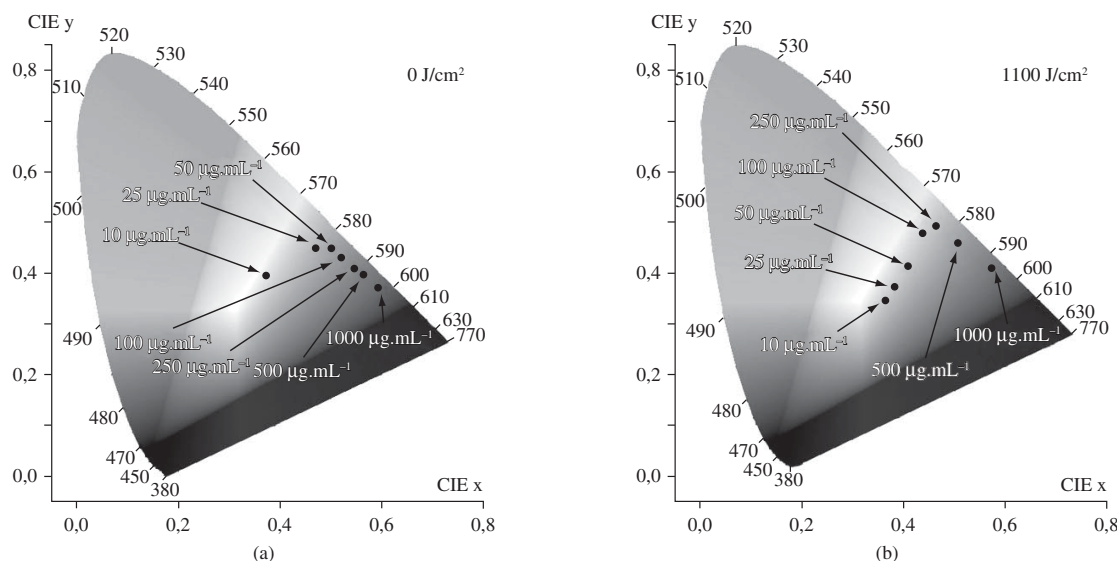 CIE y
0 J/cm²
0,8
0,6
0,4
0,2
0,0
520
530
510
540
550
560
570
500
580
590
600
610
630
770
490
480
470
450
380
50 µg.mL⁻¹
25 µg.mL⁻¹
10 µg.mL⁻¹
100 µg.mL⁻¹
250 µg.mL⁻¹
500 µg.mL⁻¹
1000 µg.mL⁻¹
CIE x
0,0 0,2 0,4 0,6 0,8
(a)
CIE y
1100 J/cm²
0,8
0,6
0,4
0,2
0,0
520
530
510
540
550
560
570
500
580
590
600
610
630
770
490
480
470
450
380
250 µg.mL⁻¹
100 µg.mL⁻¹
50 µg.mL⁻¹
25 µg.mL⁻¹
10 µg.mL⁻¹
1000 µg.mL⁻¹
500 µg.mL⁻¹
CIE x
0,0 0,2 0,4 0,6 0,8
(b)